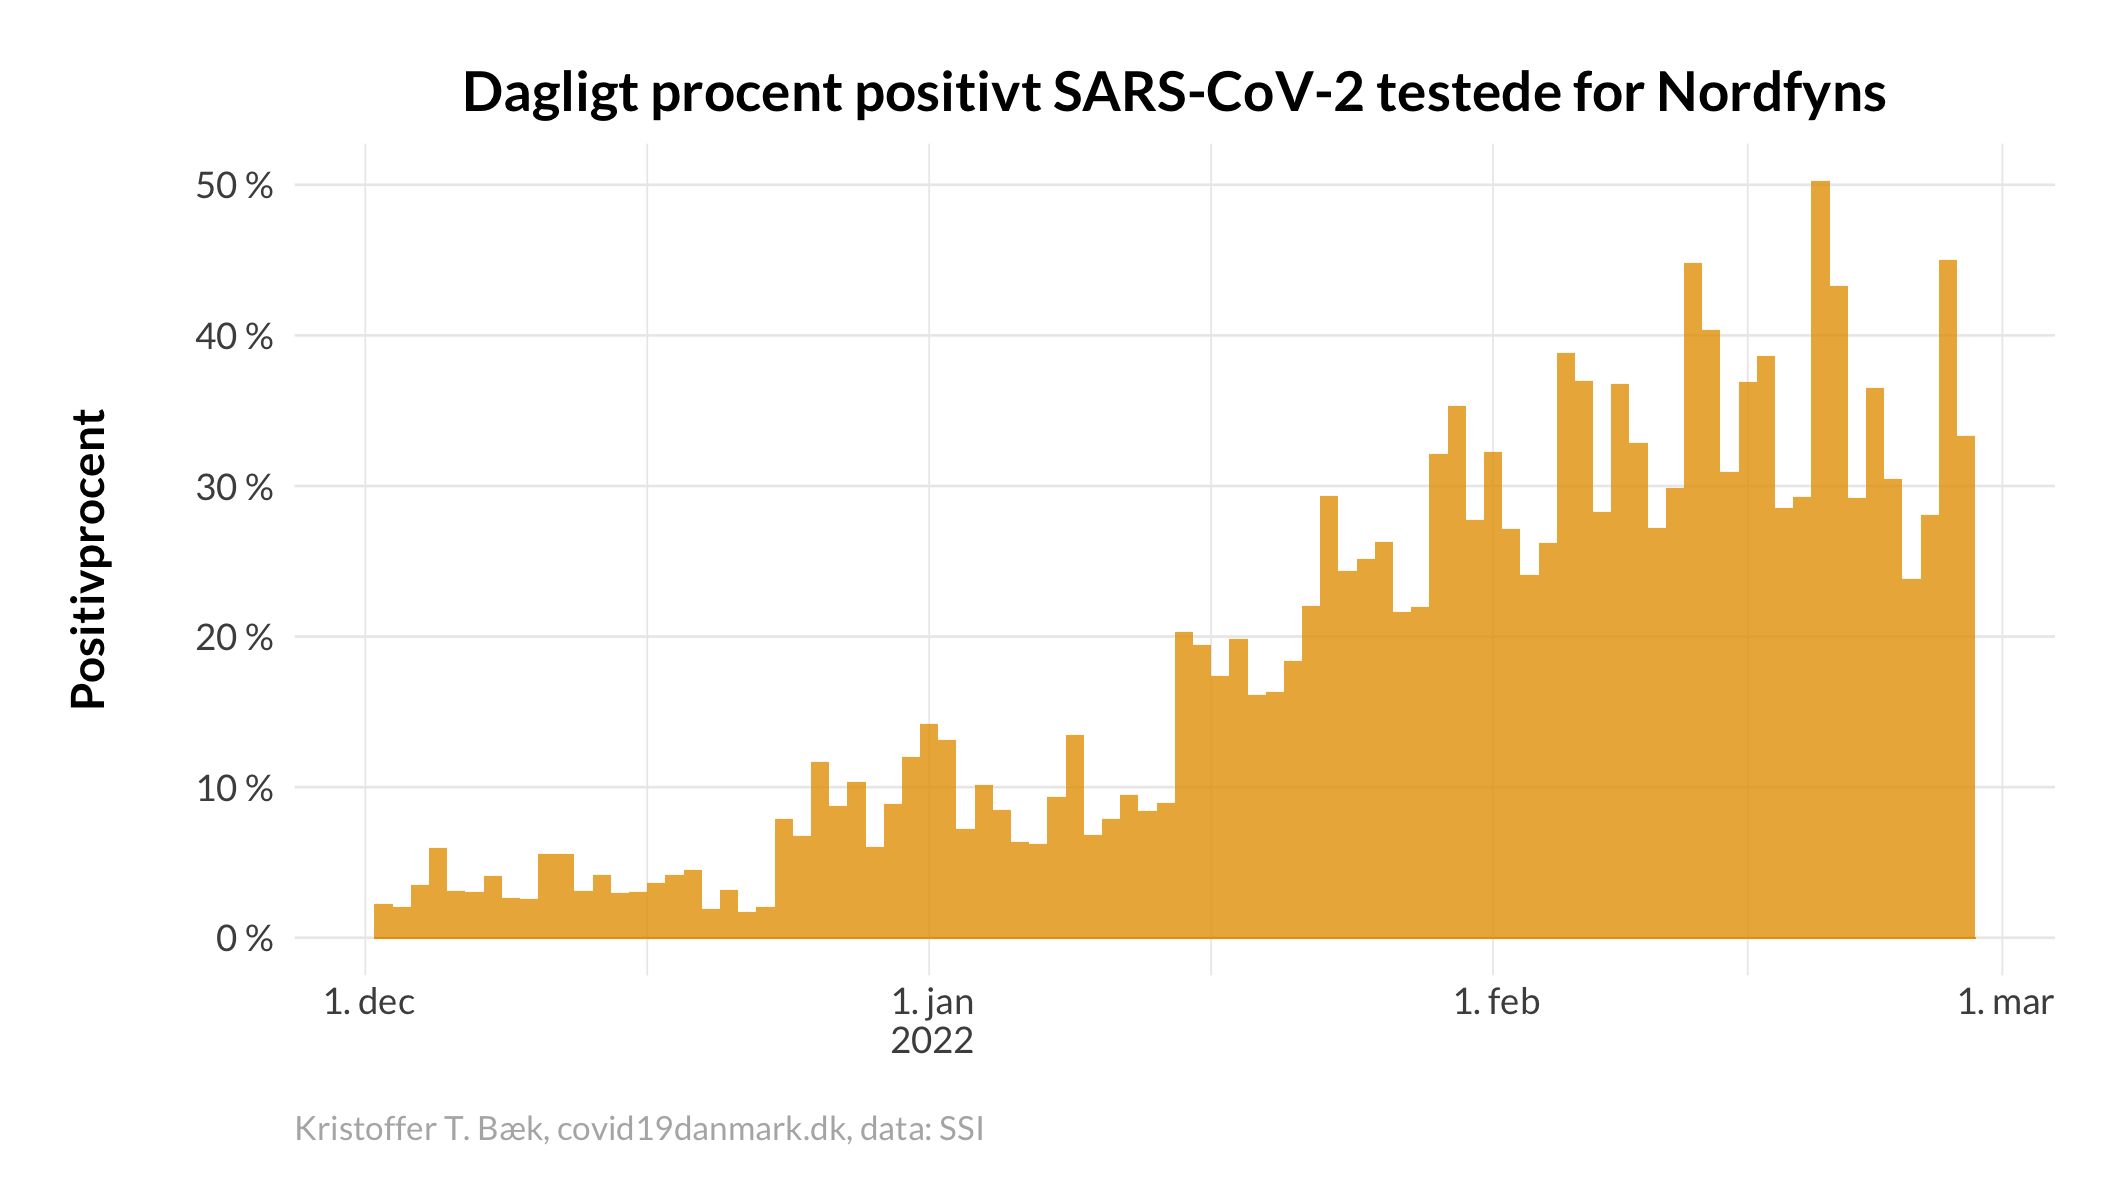 Dagligt procent positivt SARS-CoV-2 testede for Nordfyns
Positivprocent
50 %
40 %
30 %
20 %
10 %
0 %
1. dec
1. jan
2022
1. feb
1. mar
Kristoffer T. Bæk, covid19danmark.dk, data: SSI